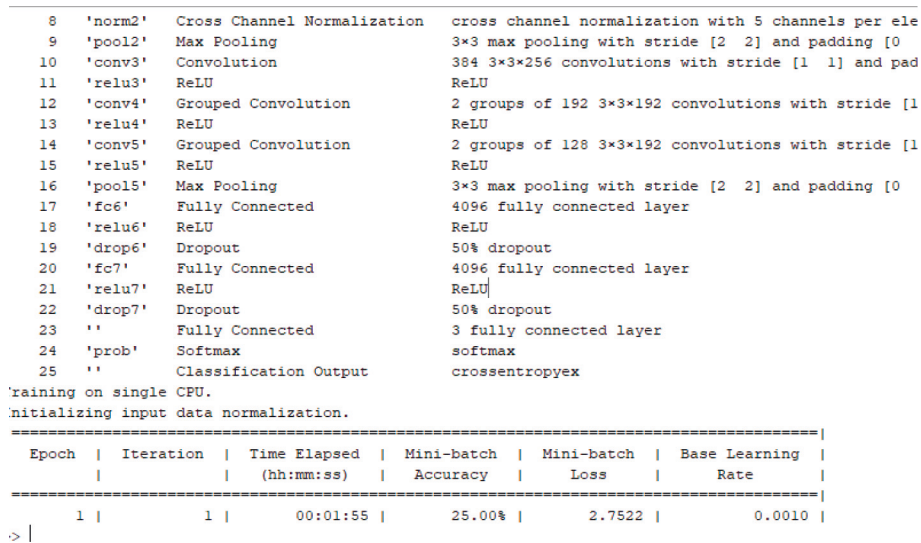 8 'norm2' Cross Channel Normalization cross channel normalization with 5 channels per ele
9 'pool2' Max Pooling 3×3 max pooling with stride [2 2] and padding [0
10 'conv3' Convolution 384 3×3×256 convolutions with stride [1 1] and pad
11 'relu3' ReLU ReLU
12 'conv4' Grouped Convolution 2 groups of 192 3×3×192 convolutions with stride [1
13 'relu4' ReLU ReLU
14 'conv5' Grouped Convolution 2 groups of 128 3×3×192 convolutions with stride [1
15 'relu5' ReLU ReLU
16 'pool5' Max Pooling 3×3 max pooling with stride [2 2] and padding [0
17 'fc6' Fully Connected 4096 fully connected layer
18 'relu6' ReLU ReLU
19 'drop6' Dropout 50% dropout
20 'fc7' Fully Connected 4096 fully connected layer
21 'relu7' ReLU ReLU
22 'drop7' Dropout 50% dropout
23 '' Fully Connected 3 fully connected layer
24 'prob' Softmax softmax
25 '' Classification Output crossentropyex
raining on single CPU.
nitializing input data normalization.
|========================================================================================|
Epoch | Iteration | Time Elapsed | Mini-batch | Mini-batch | Base Learning |
| | (hh:mm:ss) | Accuracy | Loss | Rate |
|========================================================================================|
1 | 1 | 00:01:55 | 25.00% | 2.7522 | 0.0010 |
>